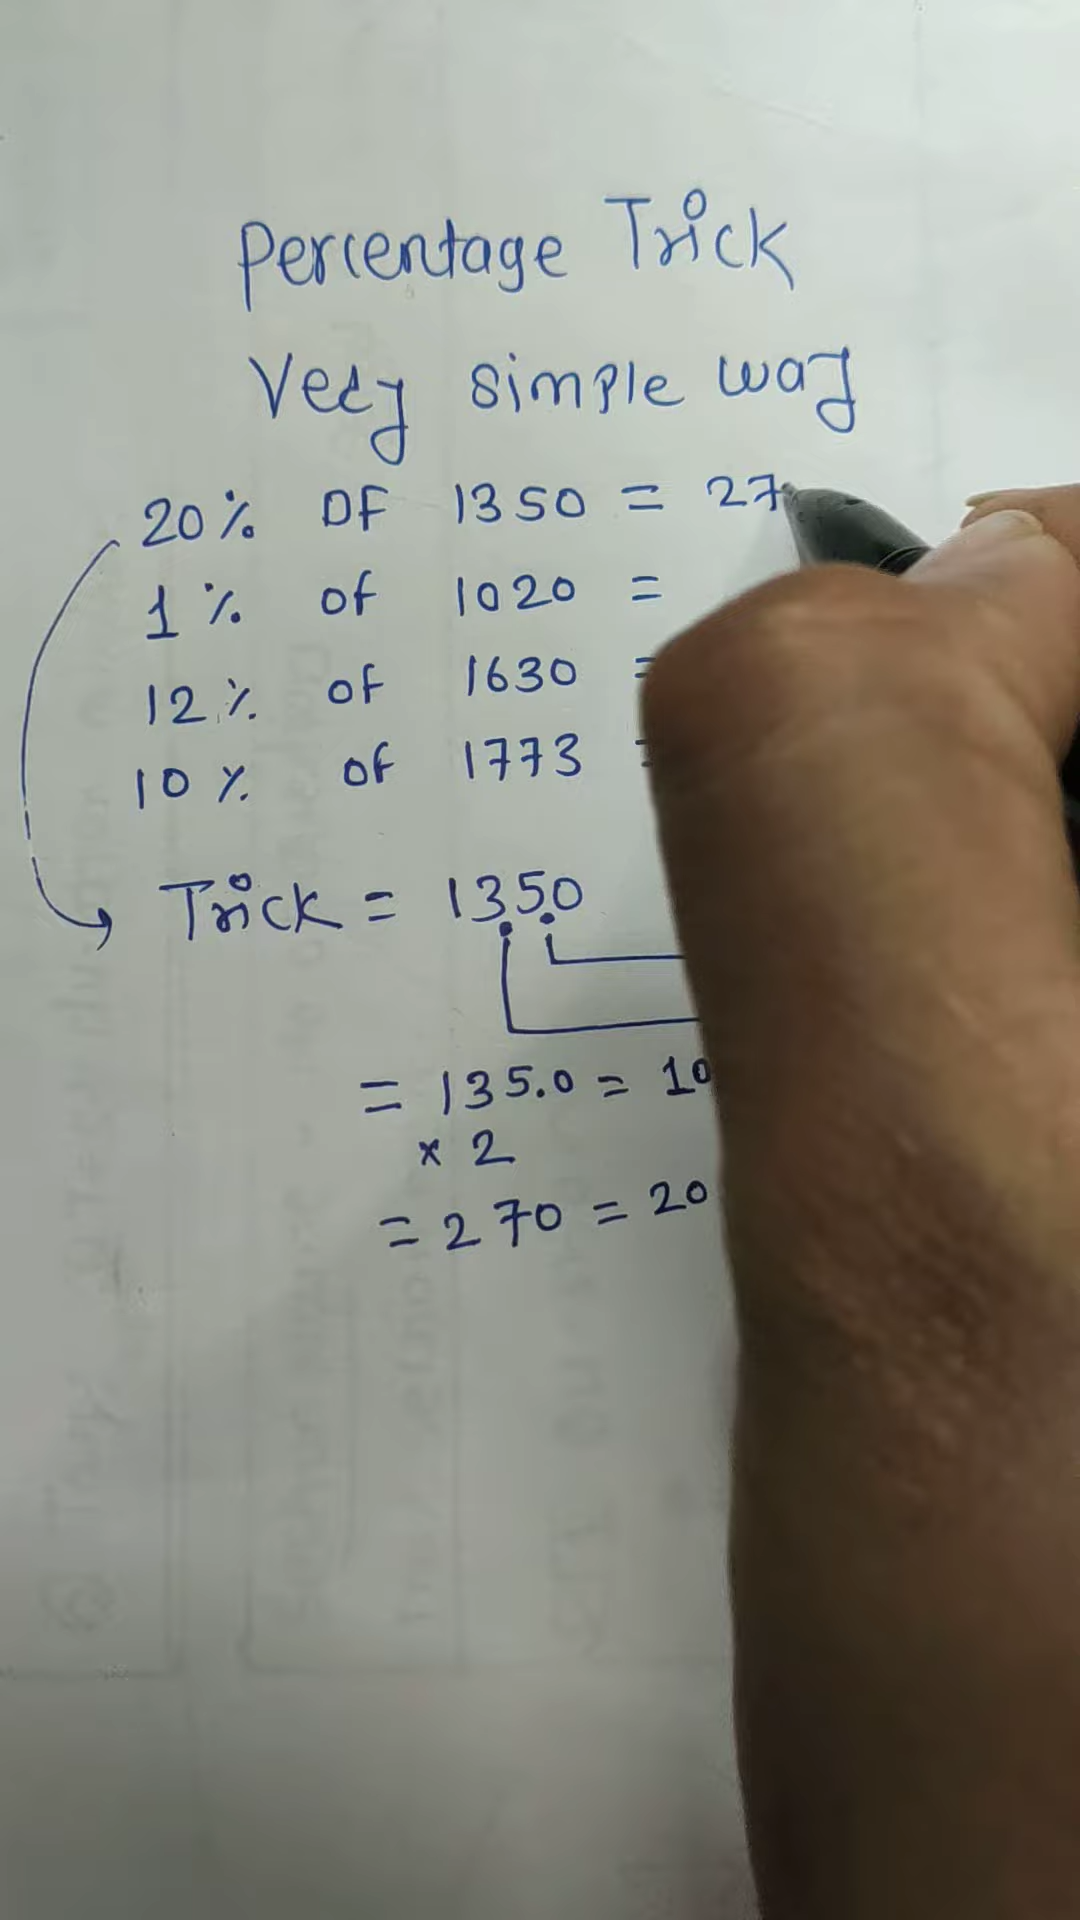 Percentage Trick
Very simple way
20% OF 1350 = 27
1% of 1020 =
12% of 1630 =
10% of 1773 =
Trick = 1350
= 135.0 = 10
× 2
= 270 = 20